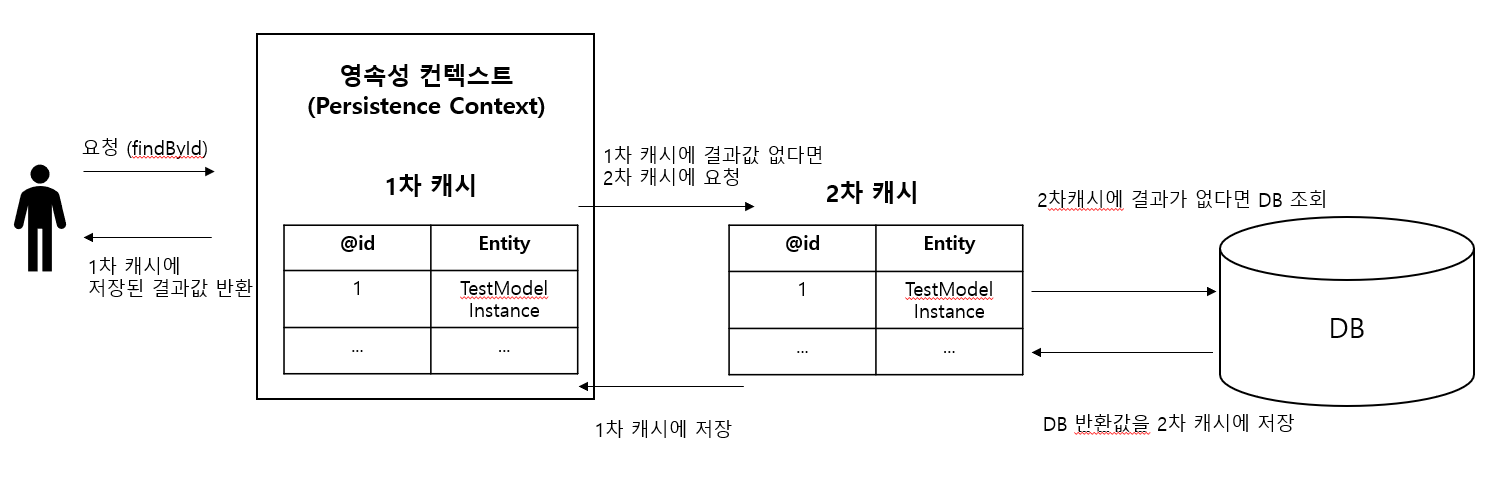 영속성 컨텍스트
(Persistence Context)
요청 (findById)
1차 캐시에
저장된 결과값 반환
1차 캐시
@id Entity
1 TestModel
Instance
... ...
1차 캐시에 결과값 없다면
2차 캐시에 요청
1차 캐시에 저장
2차 캐시
@id Entity
1 TestModel
Instance
... ...
2차캐시에 결과가 없다면 DB 조회
DB
DB 반환값을 2차 캐시에 저장